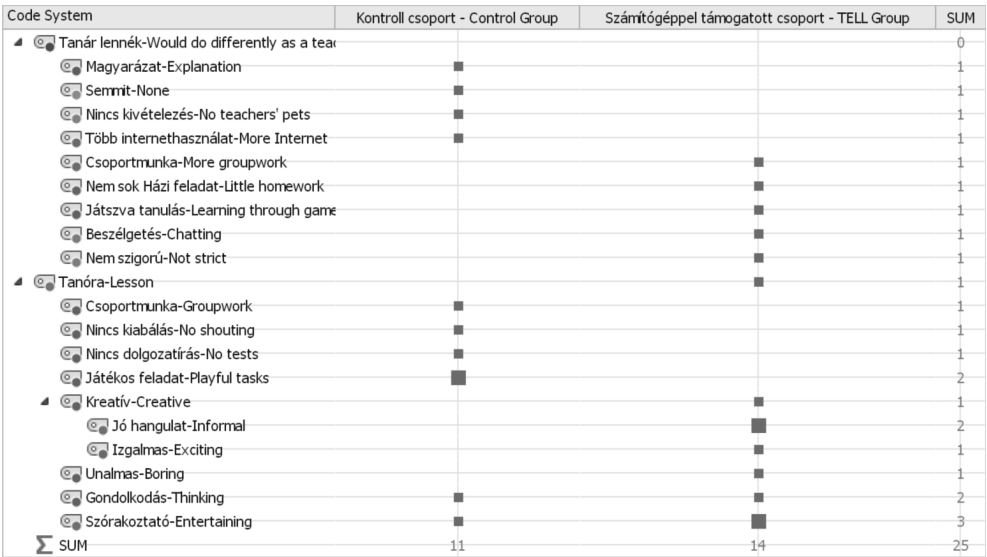 Code System Kontroll csoport - Control Group Számítógéppel támogatott csoport - TELL Group SUM
Tanár lennék-Would do differently as a tea 0
Magyarázat-Explanation 1
Semmit-None 1
Nincs kivételezés-No teachers' pets 1
Több internethasználat-More Internet 1
Csoportmunka-More groupwork 1
Nem sok Házi feladat-Little homework 1
Játszva tanulás-Learning through game 1
Beszélgetés-Chatting 1
Nem szigorú-Not strict 1
Tanóra-Lesson 1
Csoportmunka-Groupwork 1
Nincs kiabálás-No shouting 1
Nincs dolgozatírás-No tests 1
Játékos feladat-Playful tasks 2
Kreatív-Creative 1
Jó hangulat-Informal 2
Izgalmas-Exciting 1
Unalmas-Boring 1
Gondolkodás-Thinking 2
Szórakoztató-Entertaining 3
Σ SUM 11 14 25